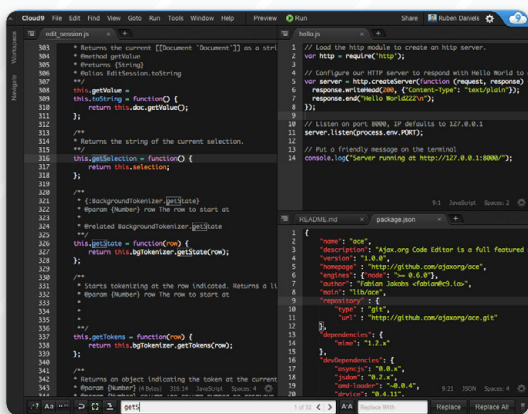 Cloud9 File Edit Find View Goto Run Tools Window Help Preview Run Share Ruben Daniels
Workspace
Navigate
edit_session.js
303 * Returns the current [[Document `Document`]] as a stri
304 * @method getValue
305 * @returns {String}
306 * @alias EditSession.toString
307 **/
308 this.getValue =
309 this.toString = function() {
310 return this.doc.getValue();
311 };
312
313 /**
314 * Returns the string of the current selection.
315 **/
316 this.getSelection = function() {
317 return this.selection;
318 };
319
320 /**
321 * {:BackgroundTokenizer.getState}
322 * @param {Number} row The row to start at
323 *
324 * @related BackgroundTokenizer.getState
325 **/
326 this.getState = function(row) {
327 return this.bgTokenizer.getState(row);
328 };
329
330 /**
331 * Starts tokenizing at the row indicated. Returns a li
332 * @param {Number} row The row to start at
333 *
334 *
335 *
336 **/
337 this.getTokens = function(row) {
338 return this.bgTokenizer.getTokens(row);
339 };
340
341 /**
342 * Returns an object indicating the token at the current
343 * @param {Number}
344
hello.js
1 // Load the http module to create an http server.
2 var http = require('http');
3
4 // Configure our HTTP server to respond with Hello World to
5 var server = http.createServer(function (request, response)
6 response.writeHead(200, {"Content-Type": "text/plain"});
7 response.end("Hello World222\n");
8 });
9
10 // Listen on port 8000, IP defaults to 127.0.0.1
11 server.listen(process.env.PORT);
12
13 // Put a friendly message on the terminal
14 console.log("Server running at http://127.0.0.1:8000/");
9:1 JavaScript Spaces: 2
README.md package.json
1 {
2 "name": "ace",
3 "description": "Ajax.org Code Editor is a full featured
4 "version": "1.0.0",
5 "homepage" : "http://github.com/ajaxorg/ace",
6 "engines": {"node": ">= 0.6.0"},
7 "author": "Fabian Jakobs <fabian@c9.io>",
8 "main": "lib/ace",
9 "repository" : {
10 "type" : "git",
11 "url" : "http://github.com/ajaxorg/ace.git"
12 },
13 "dependencies": {
14 "mime": "1.2.x"
15 },
16 "devDependencies": {
17 "asyncjs": "0.0.x",
18 "jsdom": "0.2.x",
19 "amd-loader": "~0.0.4",
20 "dryice": "0.4.11",
(4 Bytes) 316:14 JavaScript Spaces: 4
9:21 JSON Spaces: 4
.* Aa getS 1 of 32 < > Replace With Replace Replace All